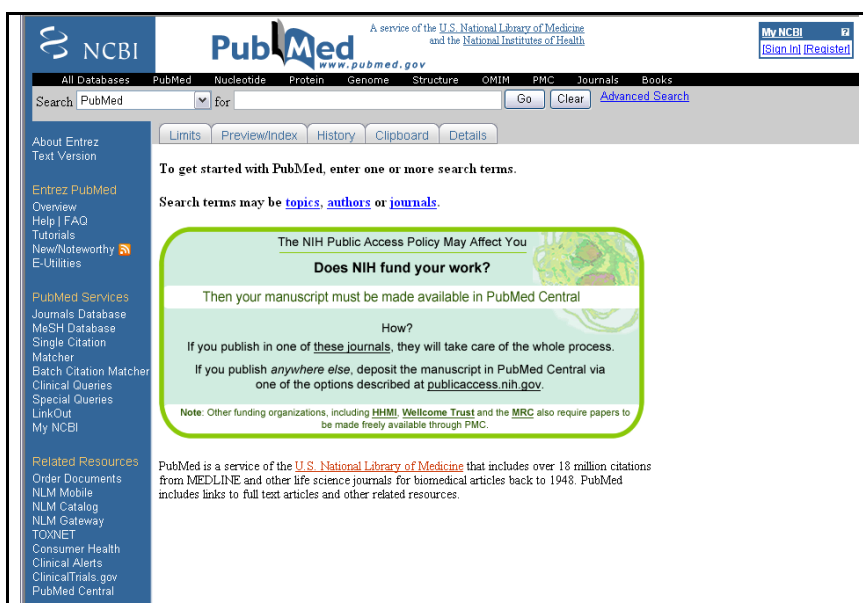 NCBI
PubMed
www.pubmed.gov
A service of the U.S. National Library of Medicine
and the National Institutes of Health
My NCBI
[Sign In] [Register]
All Databases PubMed Nucleotide Protein Genome Structure OMIM PMC Journals Books
Search PubMed for Go Clear Advanced Search
Limits Preview/Index History Clipboard Details
About Entrez
Text Version
Entrez PubMed
Overview
Help | FAQ
Tutorials
New/Noteworthy
E-Utilities
PubMed Services
Journals Database
MeSH Database
Single Citation
Matcher
Batch Citation Matcher
Clinical Queries
Special Queries
LinkOut
My NCBI
Related Resources
Order Documents
NLM Mobile
NLM Catalog
NLM Gateway
TOXNET
Consumer Health
Clinical Alerts
ClinicalTrials.gov
PubMed Central
To get started with PubMed, enter one or more search terms.
Search terms may be topics, authors or journals.
The NIH Public Access Policy May Affect You
Does NIH fund your work?
Then your manuscript must be made available in PubMed Central
How?
If you publish in one of these journals, they will take care of the whole process.
If you publish anywhere else, deposit the manuscript in PubMed Central via
one of the options described at publicaccess.nih.gov.
Note: Other funding organizations, including HHMI, Wellcome Trust and the MRC also require papers to
be made freely available through PMC.
PubMed is a service of the U.S. National Library of Medicine that includes over 18 million citations
from MEDLINE and other life science journals for biomedical articles back to 1948. PubMed
includes links to full text articles and other related resources.